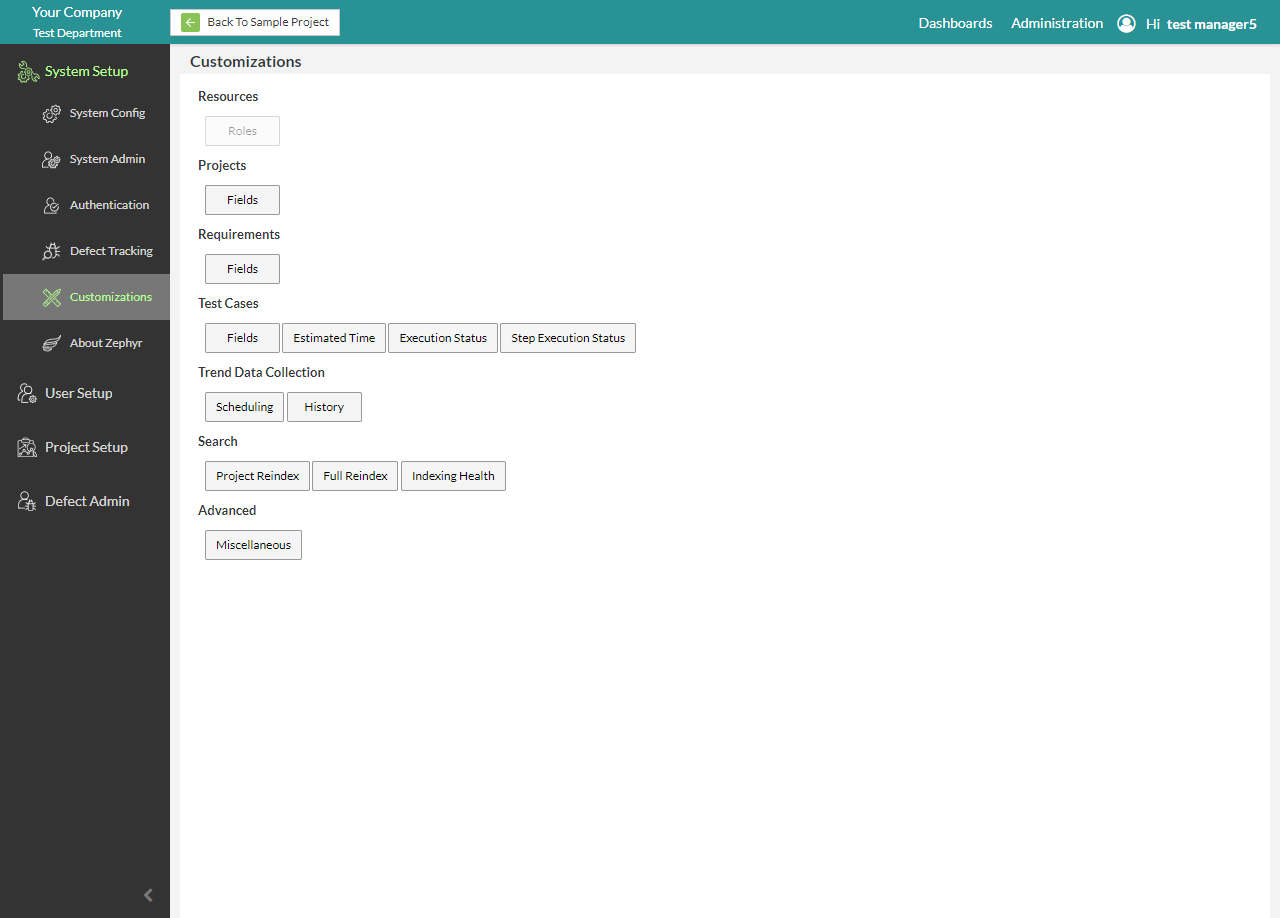 Your Company
Test Department
Back To Sample Project
Dashboards
Administration
Hi test manager5
System Setup
System Config
System Admin
Authentication
Defect Tracking
Customizations
About Zephyr
User Setup
Project Setup
Defect Admin
Customizations
Resources
Roles
Projects
Fields
Requirements
Fields
Test Cases
Fields Estimated Time Execution Status Step Execution Status
Trend Data Collection
Scheduling History
Search
Project Reindex Full Reindex Indexing Health
Advanced
Miscellaneous